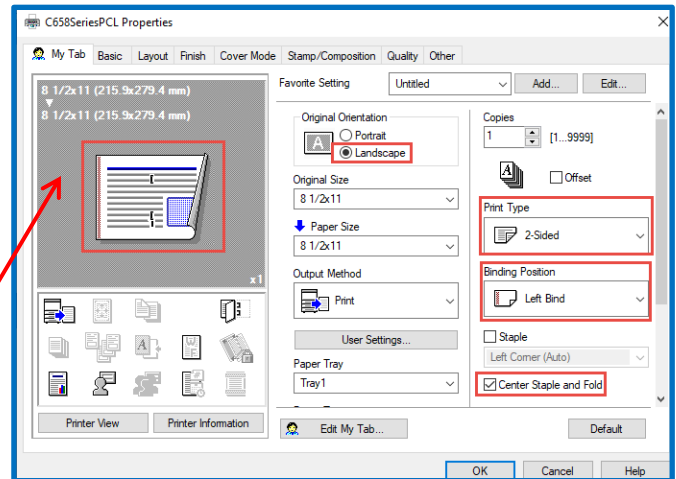 C658SeriesPCL Properties
My Tab Basic Layout Finish Cover Mode Stamp/Composition Quality Other
8 1/2x11 (215.9x279.4 mm)
8 1/2x11 (215.9x279.4 mm)
x1
Printer View Printer Information
Favorite Setting Untitled Add... Edit...
Original Orientation
A
Portrait
Landscape
Original Size
8 1/2x11
Paper Size
8 1/2x11
Output Method
Print
User Settings...
Paper Tray
Tray1
Edit My Tab...
Copies
1 [1...9999]
A
Offset
Print Type
2-Sided
Binding Position
Left Bind
Staple
Left Corner (Auto)
Center Staple and Fold
Default
OK Cancel Help